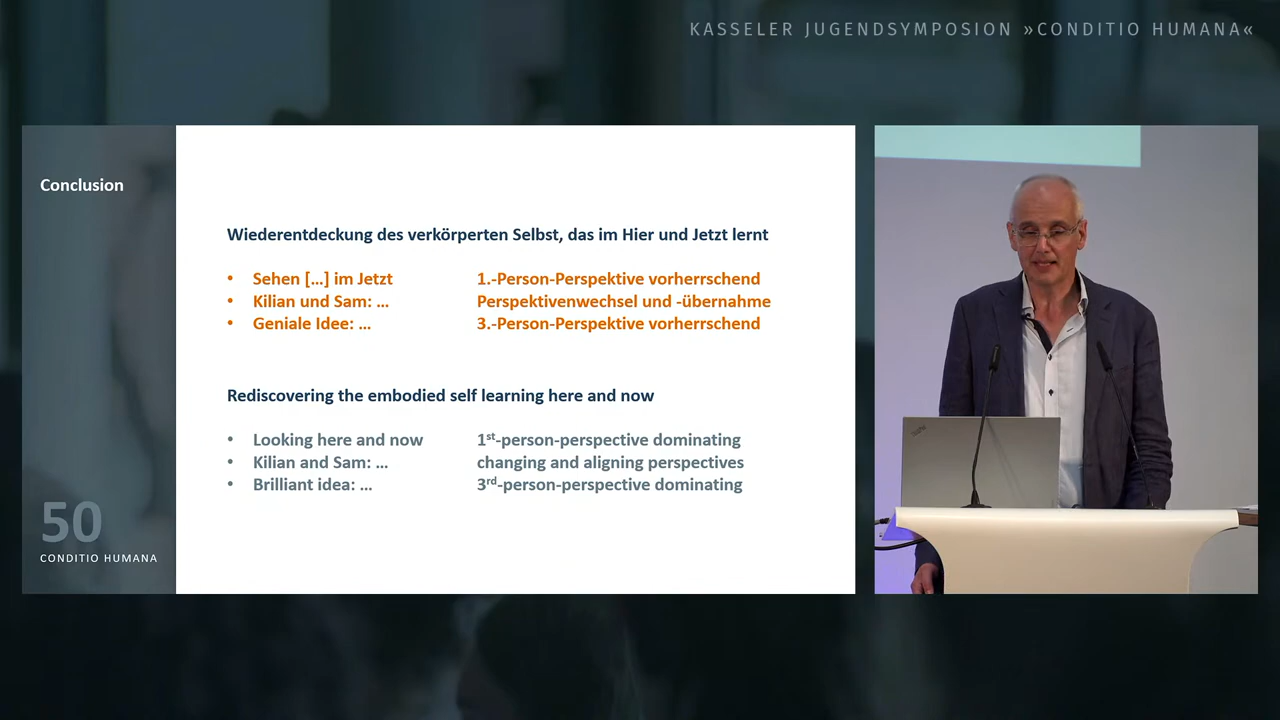 KASSELER JUGENDSYMPOSION »CONDITIO HUMANA«
Conclusion
Wiederentdeckung des verkörperten Selbst, das im Hier und Jetzt lernt
• Sehen […] im Jetzt 1.-Person-Perspektive vorherrschend
• Kilian und Sam: … Perspektivenwechsel und -übernahme
• Geniale Idee: … 3.-Person-Perspektive vorherrschend
Rediscovering the embodied self learning here and now
• Looking here and now 1st-person-perspective dominating
• Kilian and Sam: … changing and aligning perspectives
• Brilliant idea: … 3rd-person-perspective dominating
50
CONDITIO HUMANA